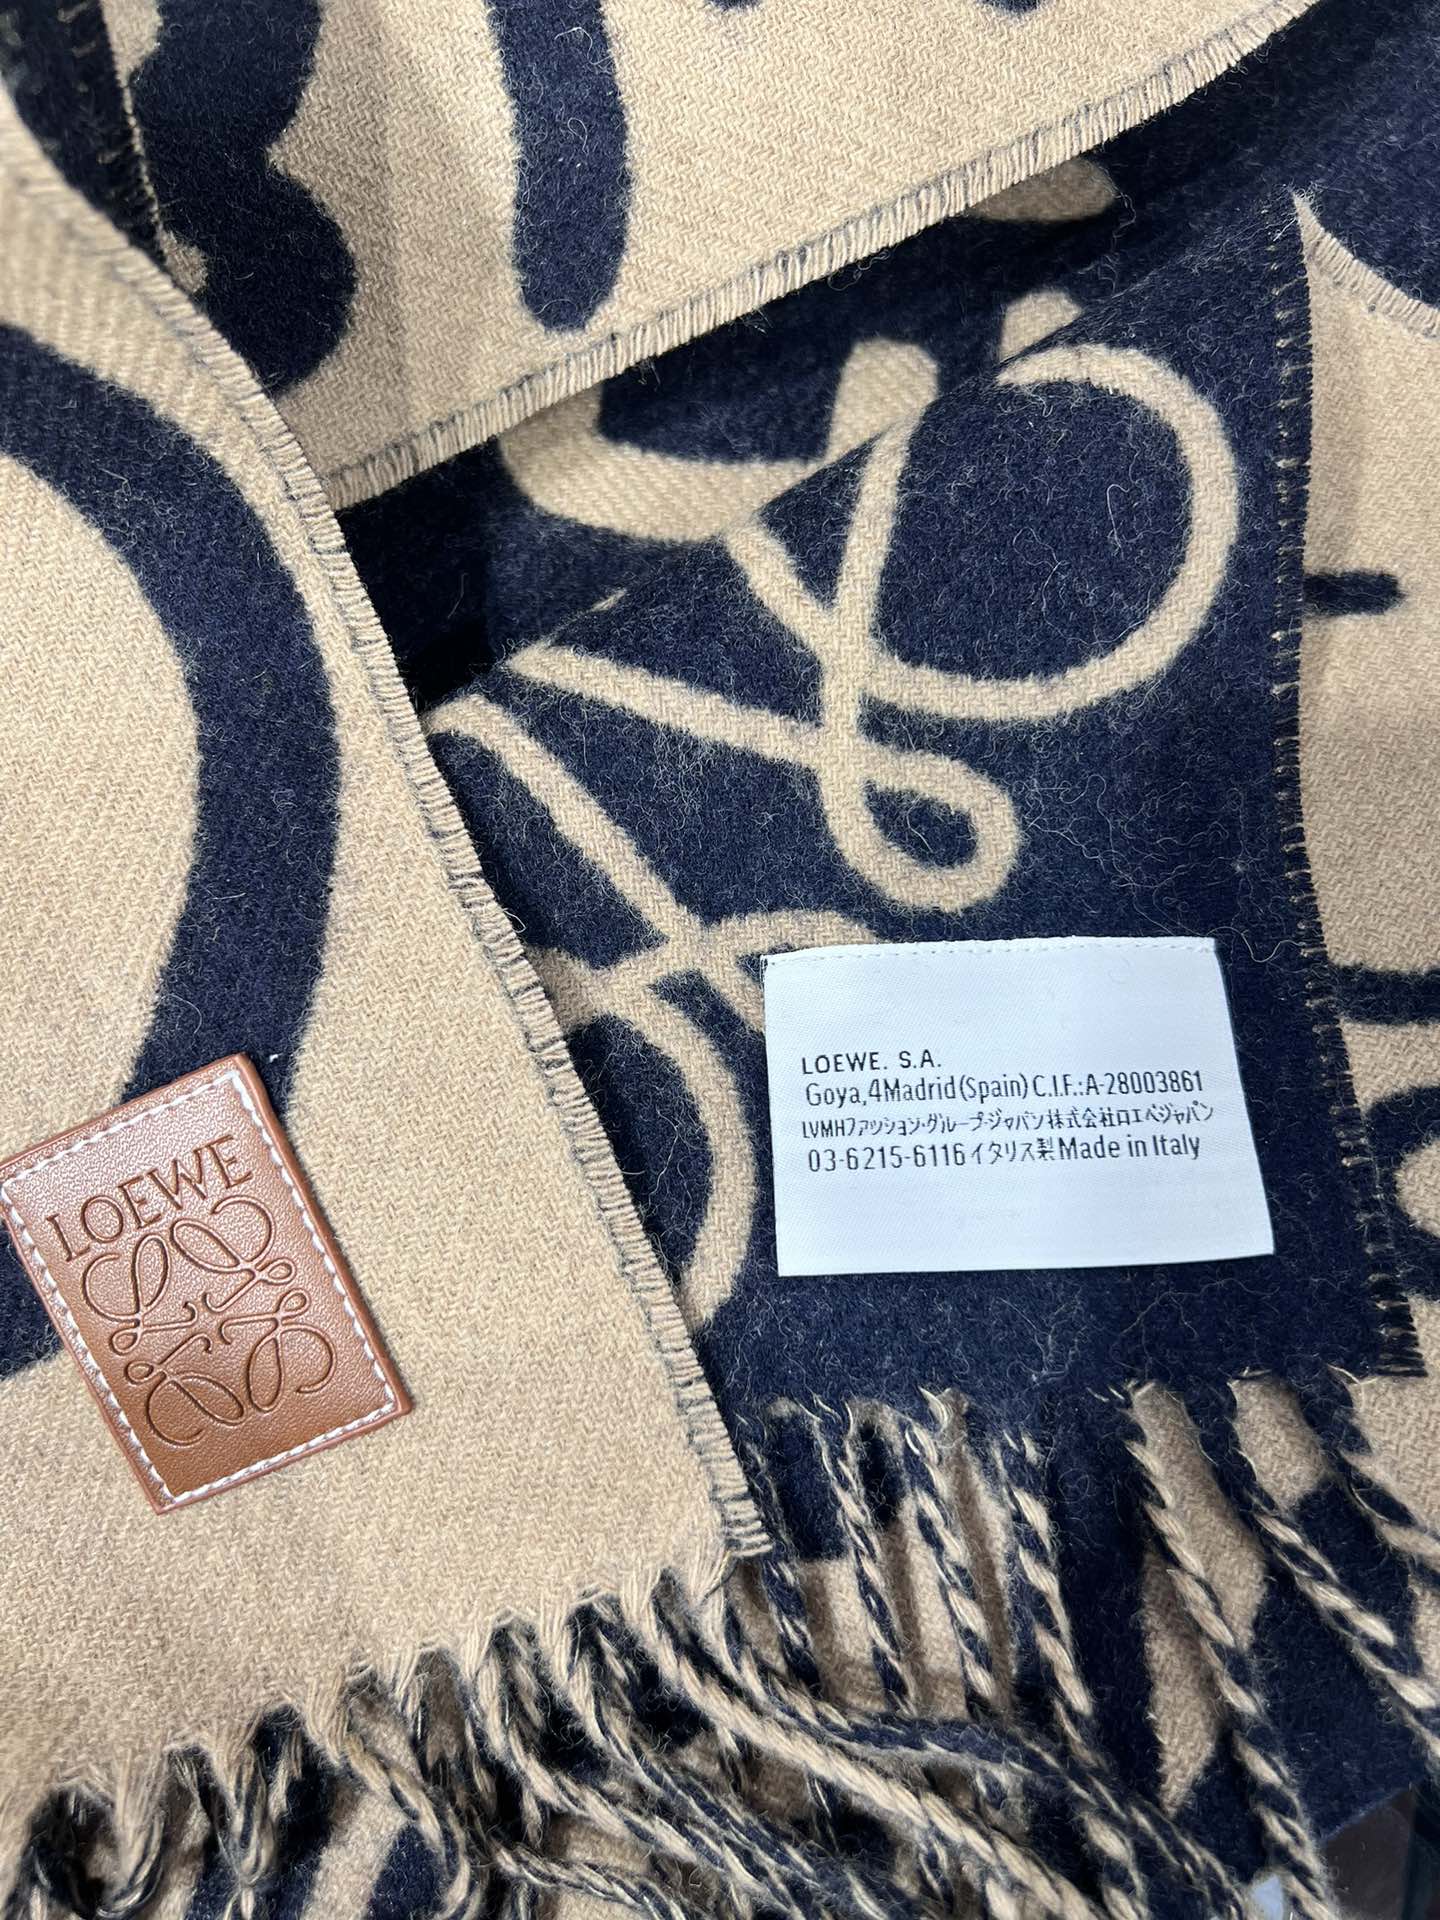 LOEWE
LOEWE. S.A.
Goya,4Madrid(Spain)C.I.F.:A-28003861
LVMHファッション·グループ·ジャパン株式会社ロエベジャパン
03-6215-6116イタリス製Made in Italy